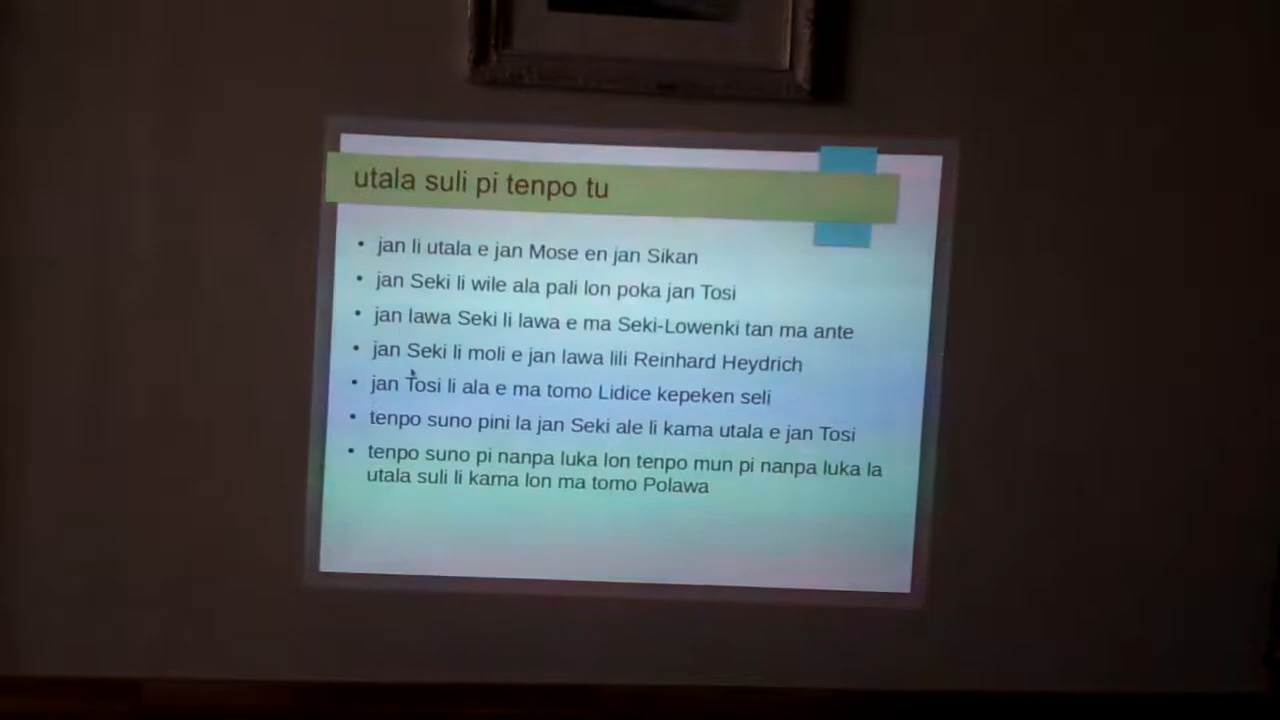 utala suli pi tenpo tu
• jan li utala e jan Mose en jan Sikan
• jan Seki li wile ala pali lon poka jan Tosi
• jan lawa Seki li lawa e ma Seki-Lowenki tan ma ante
• jan Seki li moli e jan lawa lili Reinhard Heydrich
• jan Tosi li ala e ma tomo Lidice kepeken seli
• tenpo suno pini la jan Seki ale li kama utala e jan Tosi
• tenpo suno pi nanpa luka lon tenpo mun pi nanpa luka la
utala suli li kama lon ma tomo Polawa